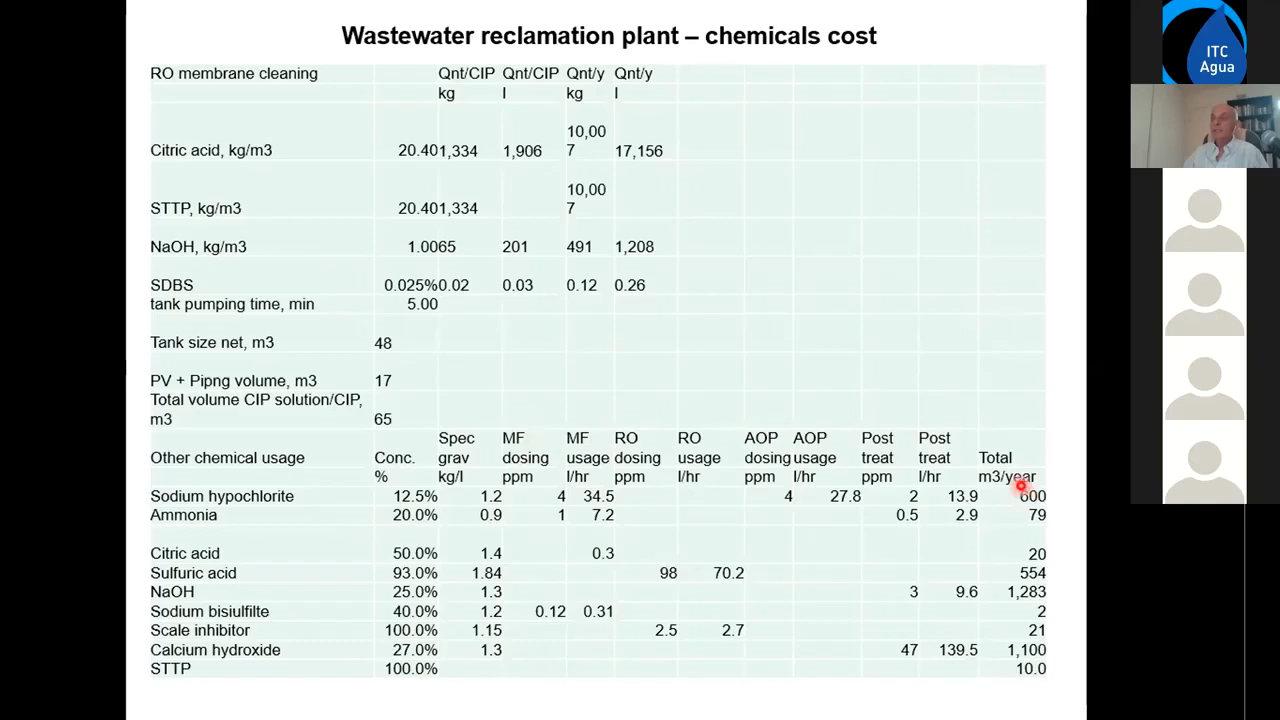 Wastewater reclamation plant – chemicals cost
ITC
Agua
RO membrane cleaning Qnt/CIP Qnt/CIP Qnt/y Qnt/y
kg l kg l
10,00
Citric acid, kg/m3 20.40 1,334 1,906 7 17,156
10,00
STTP, kg/m3 20.40 1,334 7
NaOH, kg/m3 1.00 65 201 491 1,208
SDBS 0.025% 0.02 0.03 0.12 0.26
tank pumping time, min 5.00
Tank size net, m3 48
PV + Pipng volume, m3 17
Total volume CIP solution/CIP,
m3 65
Spec MF MF RO RO AOP AOP Post Post
Other chemical usage Conc. grav dosing usage dosing usage dosing usage treat treat Total
% kg/l ppm l/hr ppm l/hr ppm l/hr ppm l/hr m3/year
Sodium hypochlorite 12.5% 1.2 4 34.5 4 27.8 2 13.9 600
Ammonia 20.0% 0.9 1 7.2 0.5 2.9 79
Citric acid 50.0% 1.4 0.3 20
Sulfuric acid 93.0% 1.84 98 70.2 554
NaOH 25.0% 1.3 3 9.6 1,283
Sodium bisiulfilte 40.0% 1.2 0.12 0.31 2
Scale inhibitor 100.0% 1.15 2.5 2.7 21
Calcium hydroxide 27.0% 1.3 47 139.5 1,100
STTP 100.0% 10.0